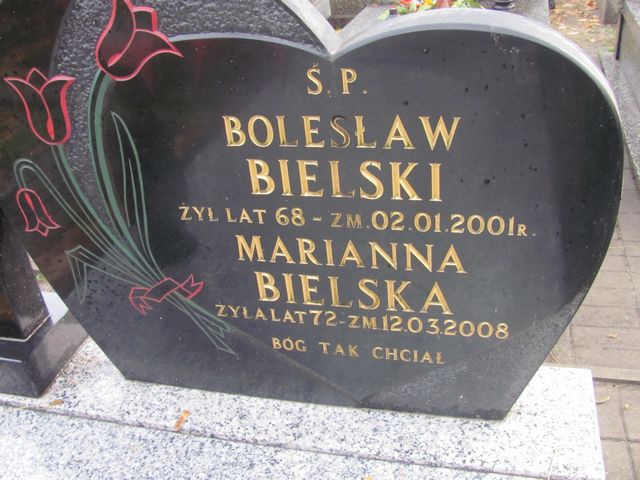 Ś. P.
BOLESŁAW
BIELSKI
ŻYŁ LAT 68 - ZM. 02.01.2001 R.
MARIANNA
BIELSKA
ŻYŁA LAT 72 - ZM 12.03.2008
BÓG TAK CHCIAŁ